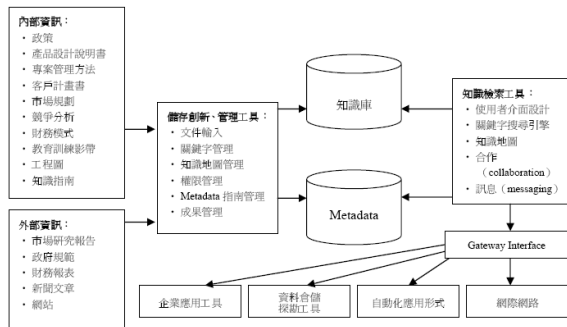 內部資訊：
・ 政策
・ 產品設計說明書
・ 專案管理方法
・ 客戶計畫書
・ 市場規劃
・ 競爭分析
・ 財務模式
・ 教育訓練影帶
・ 工程圖
・ 知識指南
外部資訊：
・ 市場研究報告
・ 政府規範
・ 財務報表
・ 新聞文章
・ 網站
儲存創新、管理工具：
・ 文件輸入
・ 關鍵字管理
・ 知識地圖管理
・ 權限管理
・ Metadata 指南管理
・ 成果管理
知識庫
Metadata
知識檢索工具：
・ 使用者介面設計
・ 關鍵字搜尋引擎
・ 知識地圖
・ 合作
（collaboration）
・ 訊息（messaging）
Gateway Interface
企業應用工具
資料倉儲
探勘工具
自動化應用形式
網際網路